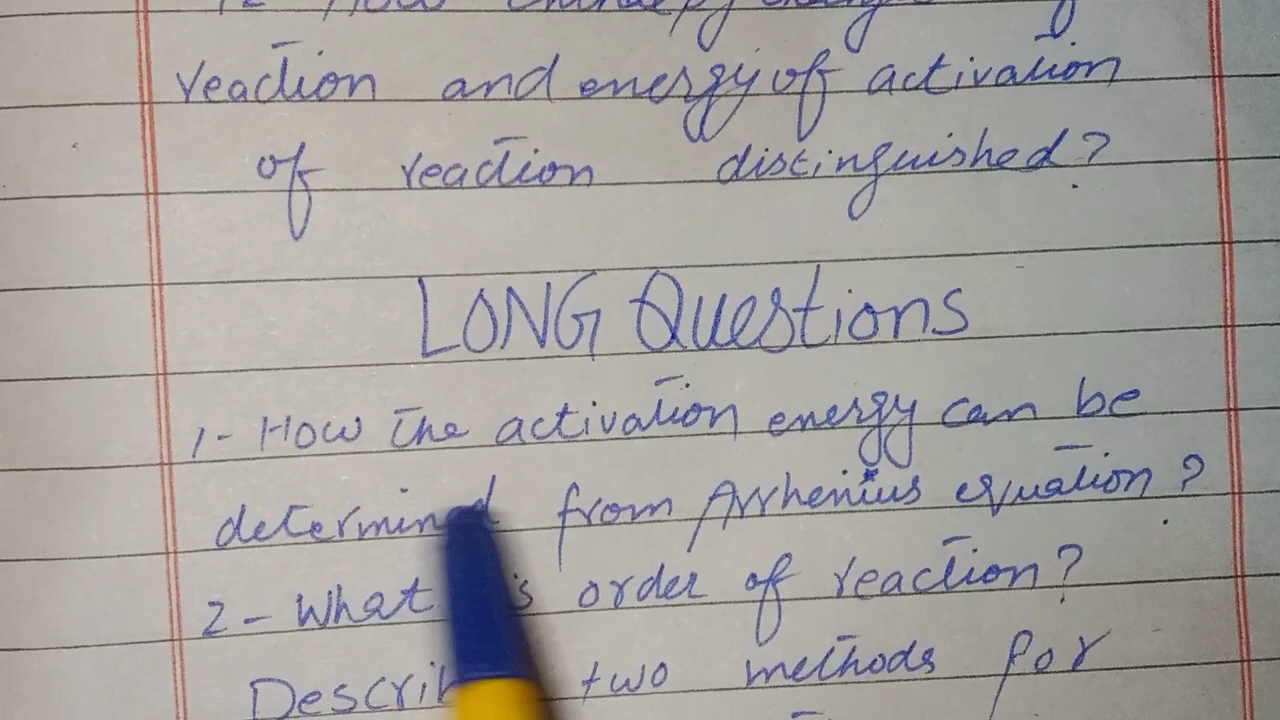 reaction and energy of activation
of reaction distinguished?
LONG Questions
1- How the activation energy can be
determined from Arrhenius equation?
2- What is order of reaction?
two methods for